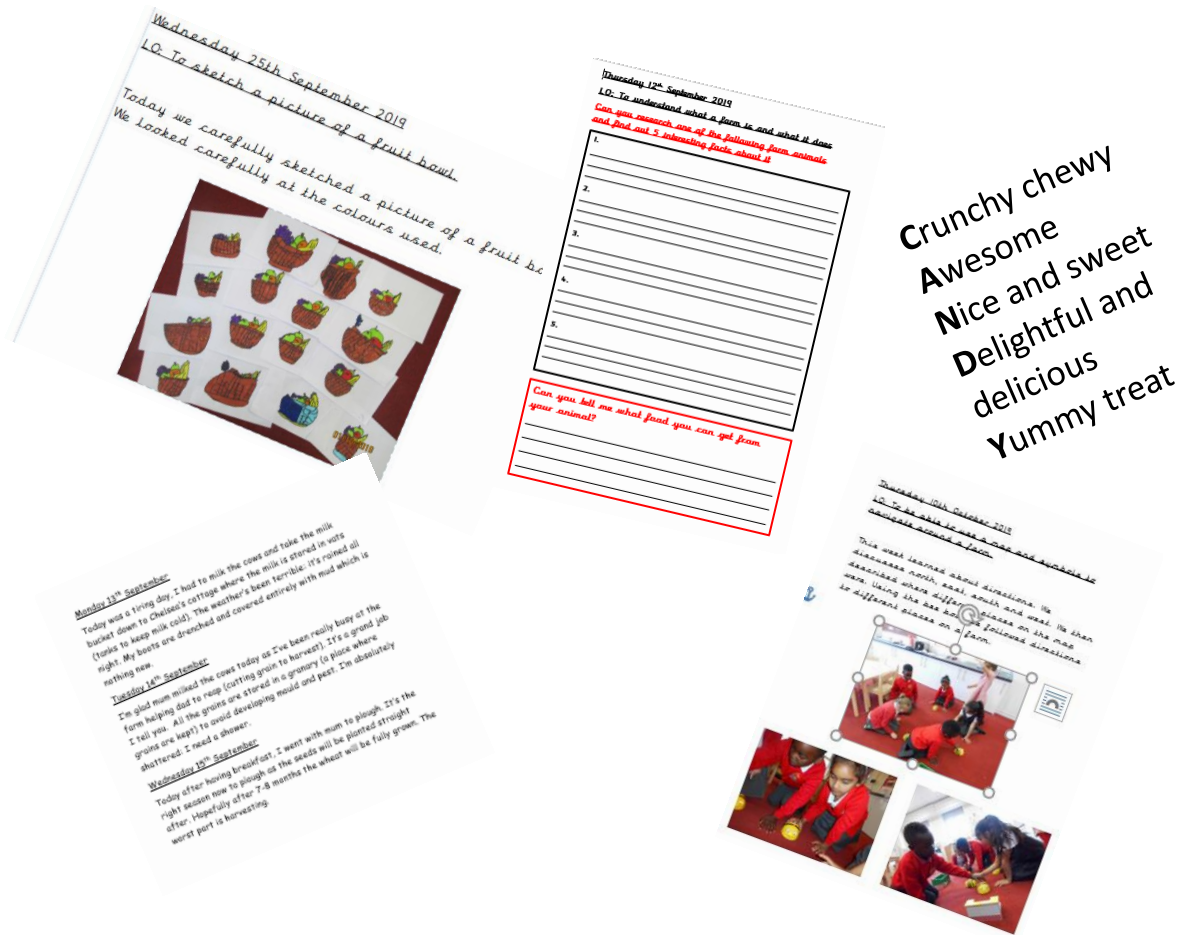 Wednesday 25th September 2019
LO: To sketch a picture of a fruit bowl.
Today we carefully sketched a picture of a fruit bo
We looked carefully at the colours used.
Thursday 12th September 2019
LO: To understand what a farm is and what it does
Can you research one of the following farm animals
and find out 5 interesting facts about it
1.
2.
3.
4.
5.
Can you tell me what food you can get from
your animal?
Crunchy chewy
Awesome
Nice and sweet
Delightful and
delicious
Yummy treat
Monday 13th September
Today was a tiring day, I had to milk the cows and take the milk
bucket down to Chelsea's cottage where the milk is stored in vats
(tanks to keep milk cold). The weather's been terrible: it's rained all
night. My boots are drenched and covered entirely with mud which is
nothing new.
Tuesday 14th September
I'm glad mum milked the cows today as I've been really busy at the
farm helping dad to reap (cutting grain to harvest). It's a grand job
I tell you. All the grains are stored in a granary (a place where
grains are kept) to avoid developing mould and pest. I'm absolutely
shattered; I need a shower.
Wednesday 15th September
Today after having breakfast, I went with mum to plough. It's the
right season now to plough as the seeds will be planted straight
after. Hopefully after 7-8 months the wheat will be fully grown. The
worst part is harvesting.
Thursday 10th October 2019
LO: To be able to use a map and symbols to
navigate around a farm.
This week learned about directions. We
discusses north, east, south and west. We then
described where different places on the map
were. Using the bee bots followed directions
to different places on a farm.